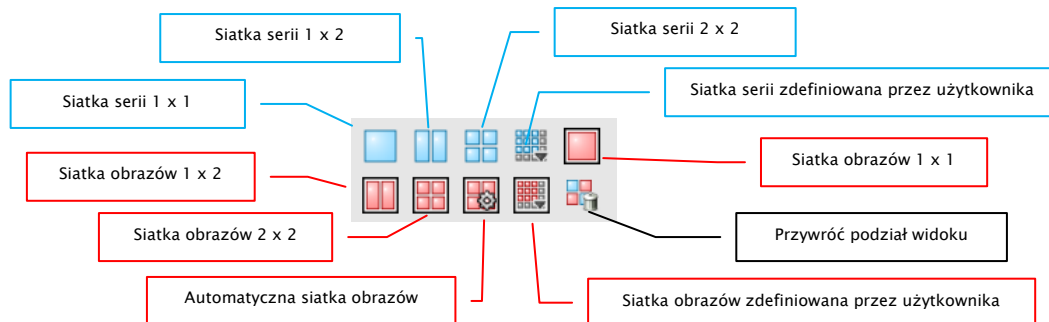 Siatka serii 1 x 2
Siatka serii 2 x 2
Siatka serii 1 x 1
Siatka serii zdefiniowana przez użytkownika
Siatka obrazów 1 x 2
Siatka obrazów 1 x 1
Siatka obrazów 2 x 2
Przywróć podział widoku
Automatyczna siatka obrazów
Siatka obrazów zdefiniowana przez użytkownika